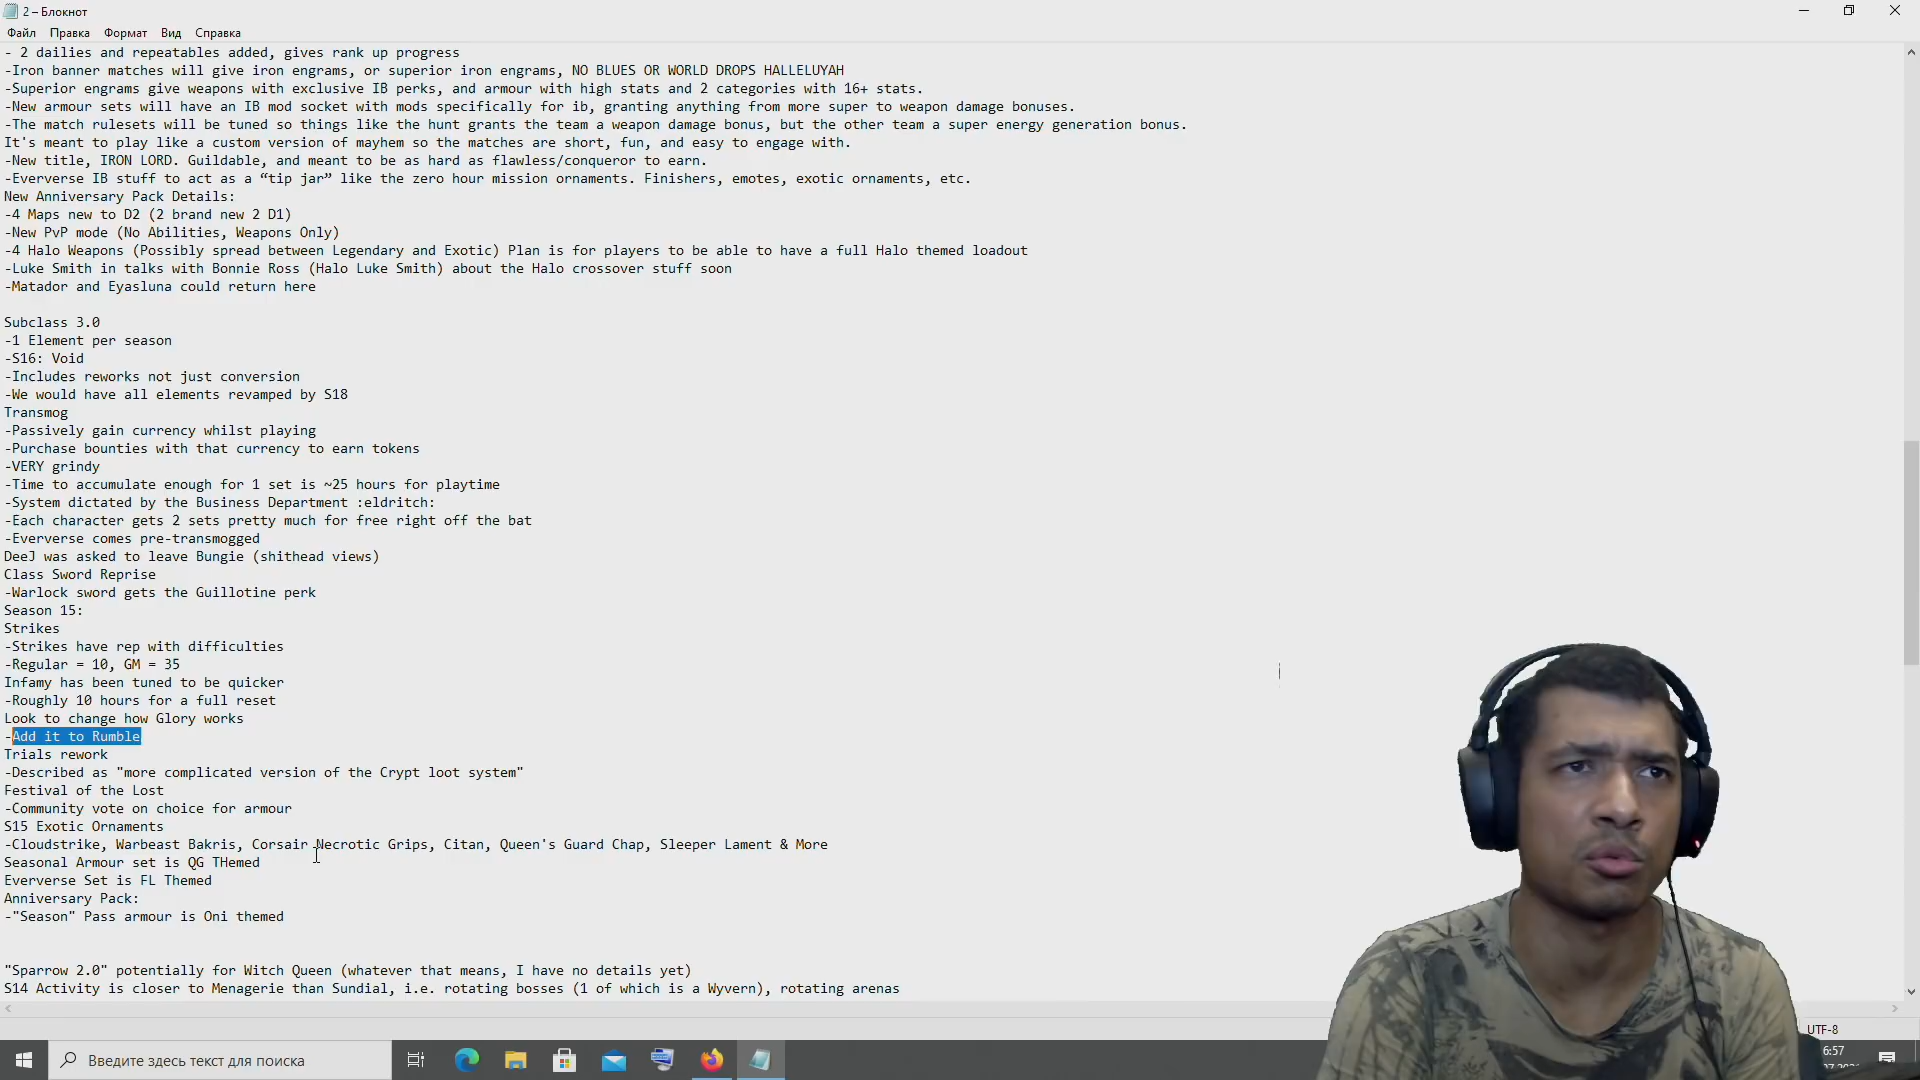 2 – Блокнот
Файл Правка Формат Вид Справка
- 2 dailies and repeatables added, gives rank up progress
-Iron banner matches will give iron engrams, or superior iron engrams, NO BLUES OR WORLD DROPS HALLELUYAH
-Superior engrams give weapons with exclusive IB perks, and armour with high stats and 2 categories with 16+ stats.
-New armour sets will have an IB mod socket with mods specifically for ib, granting anything from more super to weapon damage bonuses.
-The match rulesets will be tuned so things like the hunt grants the team a weapon damage bonus, but the other team a super energy generation bonus.
It's meant to play like a custom version of mayhem so the matches are short, fun, and easy to engage with.
-New title, IRON LORD. Guildable, and meant to be as hard as flawless/conqueror to earn.
-Eververse IB stuff to act as a “tip jar” like the zero hour mission ornaments. Finishers, emotes, exotic ornaments, etc.
New Anniversary Pack Details:
-4 Maps new to D2 (2 brand new 2 D1)
-New PvP mode (No Abilities, Weapons Only)
-4 Halo Weapons (Possibly spread between Legendary and Exotic) Plan is for players to be able to have a full Halo themed loadout
-Luke Smith in talks with Bonnie Ross (Halo Luke Smith) about the Halo crossover stuff soon
-Matador and Eyasluna could return here
Subclass 3.0
-1 Element per season
-S16: Void
-Includes reworks not just conversion
-We would have all elements revamped by S18
Transmog
-Passively gain currency whilst playing
-Purchase bounties with that currency to earn tokens
-VERY grindy
-Time to accumulate enough for 1 set is ~25 hours for playtime
-System dictated by the Business Department :eldritch:
-Each character gets 2 sets pretty much for free right off the bat
-Eververse comes pre-transmogged
DeeJ was asked to leave Bungie (shithead views)
Class Sword Reprise
-Warlock sword gets the Guillotine perk
Season 15:
Strikes
-Strikes have rep with difficulties
-Regular = 10, GM = 35
Infamy has been tuned to be quicker
-Roughly 10 hours for a full reset
Look to change how Glory works
-Add it to Rumble
Trials rework
-Described as "more complicated version of the Crypt loot system"
Festival of the Lost
-Community vote on choice for armour
S15 Exotic Ornaments
-Cloudstrike, Warbeast Bakris, Corsair Necrotic Grips, Citan, Queen's Guard Chap, Sleeper Lament & More
Seasonal Armour set is QG THemed
Eververse Set is FL Themed
Anniversary Pack:
-"Season" Pass armour is Oni themed
"Sparrow 2.0" potentially for Witch Queen (whatever that means, I have no details yet)
S14 Activity is closer to Menagerie than Sundial, i.e. rotating bosses (1 of which is a Wyvern), rotating arenas
UTF-8
Введите здесь текст для поиска
6:57